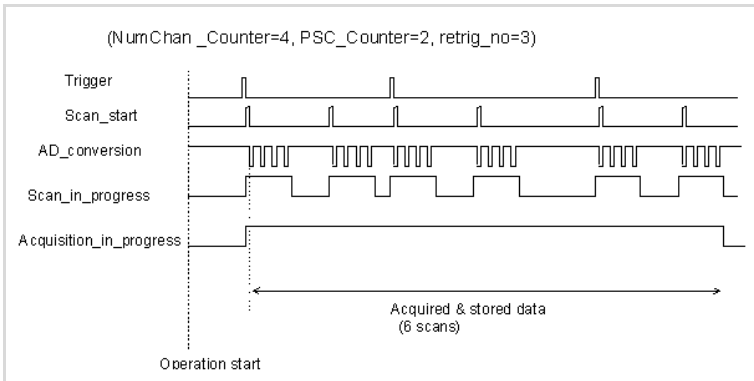 (NumChan _Counter=4, PSC_Counter=2, retrig_no=3)
Trigger
Scan_start
AD_conversion
Scan_in_progress
Acquisition_in_progress
Acquired & stored data
(6 scans)
Operation start